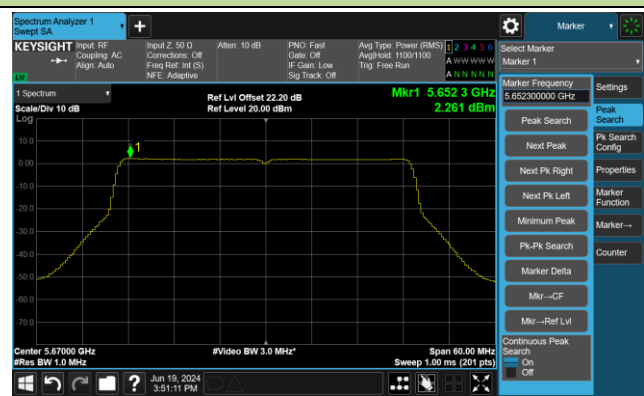 Spectrum Analyzer 1
Swept SA
Marker
KEYSIGHT
Input: RF
Coupling: AC
Align: Auto
Input Z: 50 Ω
Corrections: Off
Freq Ref: Int (S)
NFE: Adaptive
Atten: 10 dB
PNO: Fast
Gate: Off
IF Gain: Low
Sig Track: Off
Avg Type: Power (RMS)
Avg|Hold: 1100/1100
Trig: Free Run
1 2 3 4 5 6
A W W W W W
A N N N N N
Select Marker
Marker 1
1 Spectrum
Scale/Div 10 dB
Log
Ref Lvl Offset 22.20 dB
Ref Level 20.00 dBm
Mkr1 5.652 3 GHz
2.261 dBm
10.0
0.00
-10.0
-20.0
-30.0
-40.0
-50.0
-60.0
-70.0
1
Center 5.67000 GHz
#Res BW 1.0 MHz
#Video BW 3.0 MHz*
Span 60.00 MHz
Sweep 1.00 ms (201 pts)
Marker Frequency
5.652300000 GHz
Peak Search
Next Peak
Next Pk Right
Next Pk Left
Minimum Peak
Pk-Pk Search
Marker Delta
Mkr→CF
Mkr→Ref Lvl
Continuous Peak
Search
On
Off
Settings
Peak
Search
Pk Search
Config
Properties
Marker
Function
Marker→
Counter
?
Jun 19, 2024
3:51:11 PM